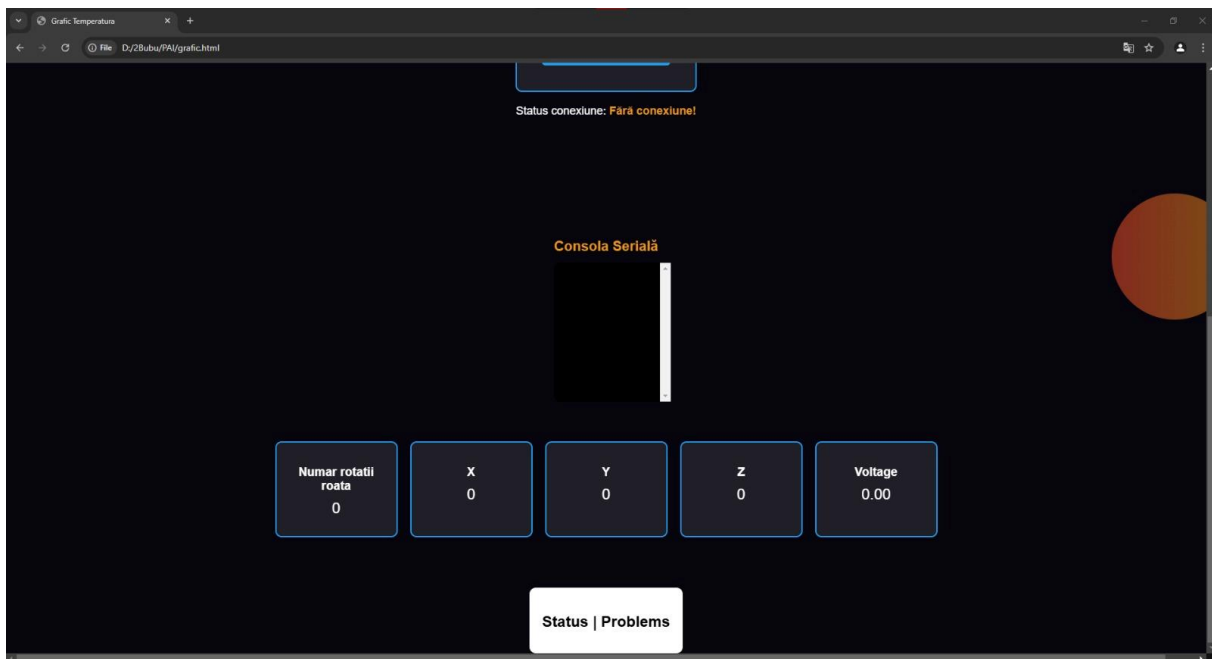 Grafic Temperatura
File D:/2Bubu/PAI/grafic.html
Status conexiune: Fără conexiune!
Consola Serială
Numar rotatii
roata
0
X
0
Y
0
Z
0
Voltage
0.00
Status | Problems